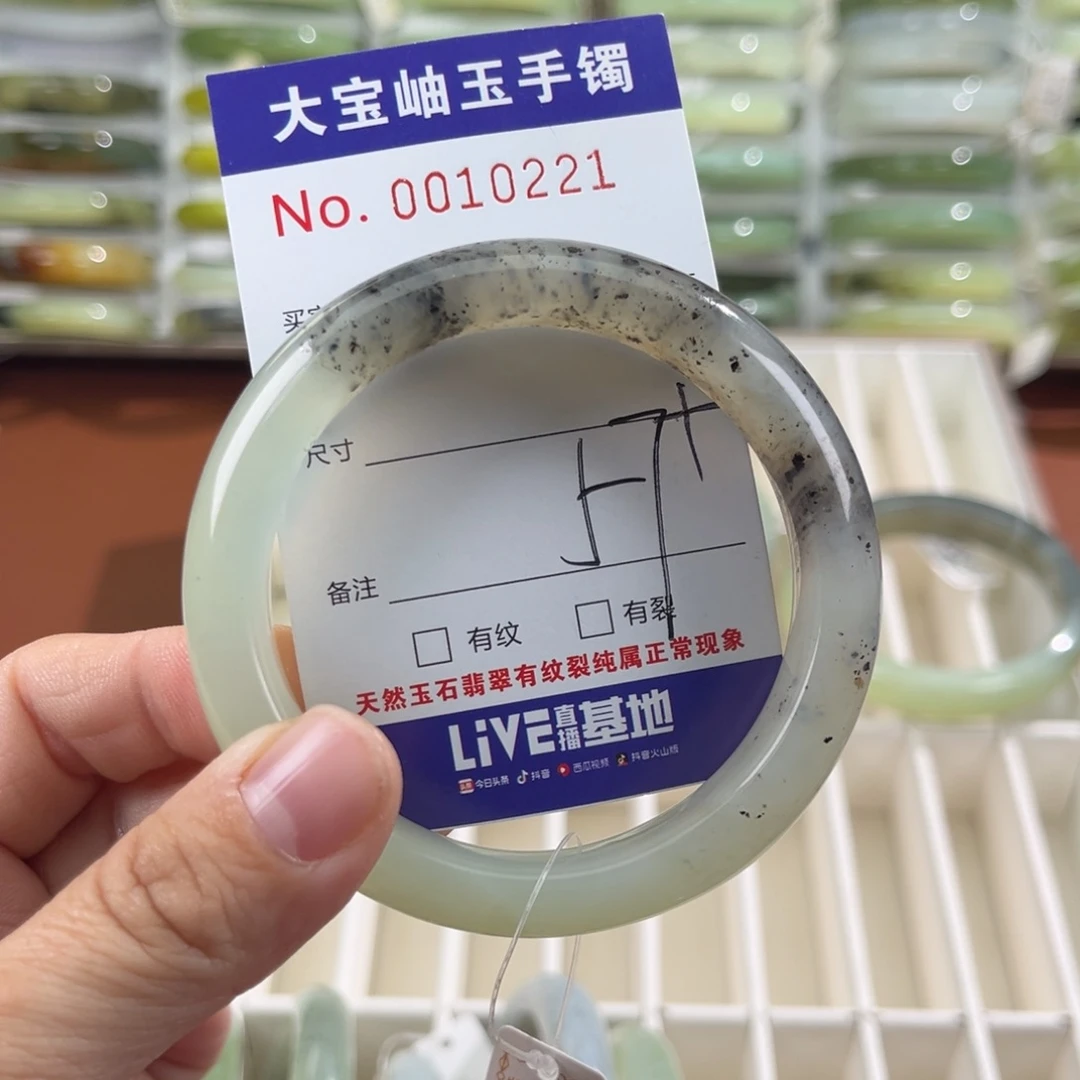 大宝岫玉手镯
No. 0010221
买
尺寸 57+
备注
有纹 有裂
天然玉石翡翠有纹裂纯属正常现象
LiVE直播基地
今日头条 抖音 西瓜视频 抖音火山版